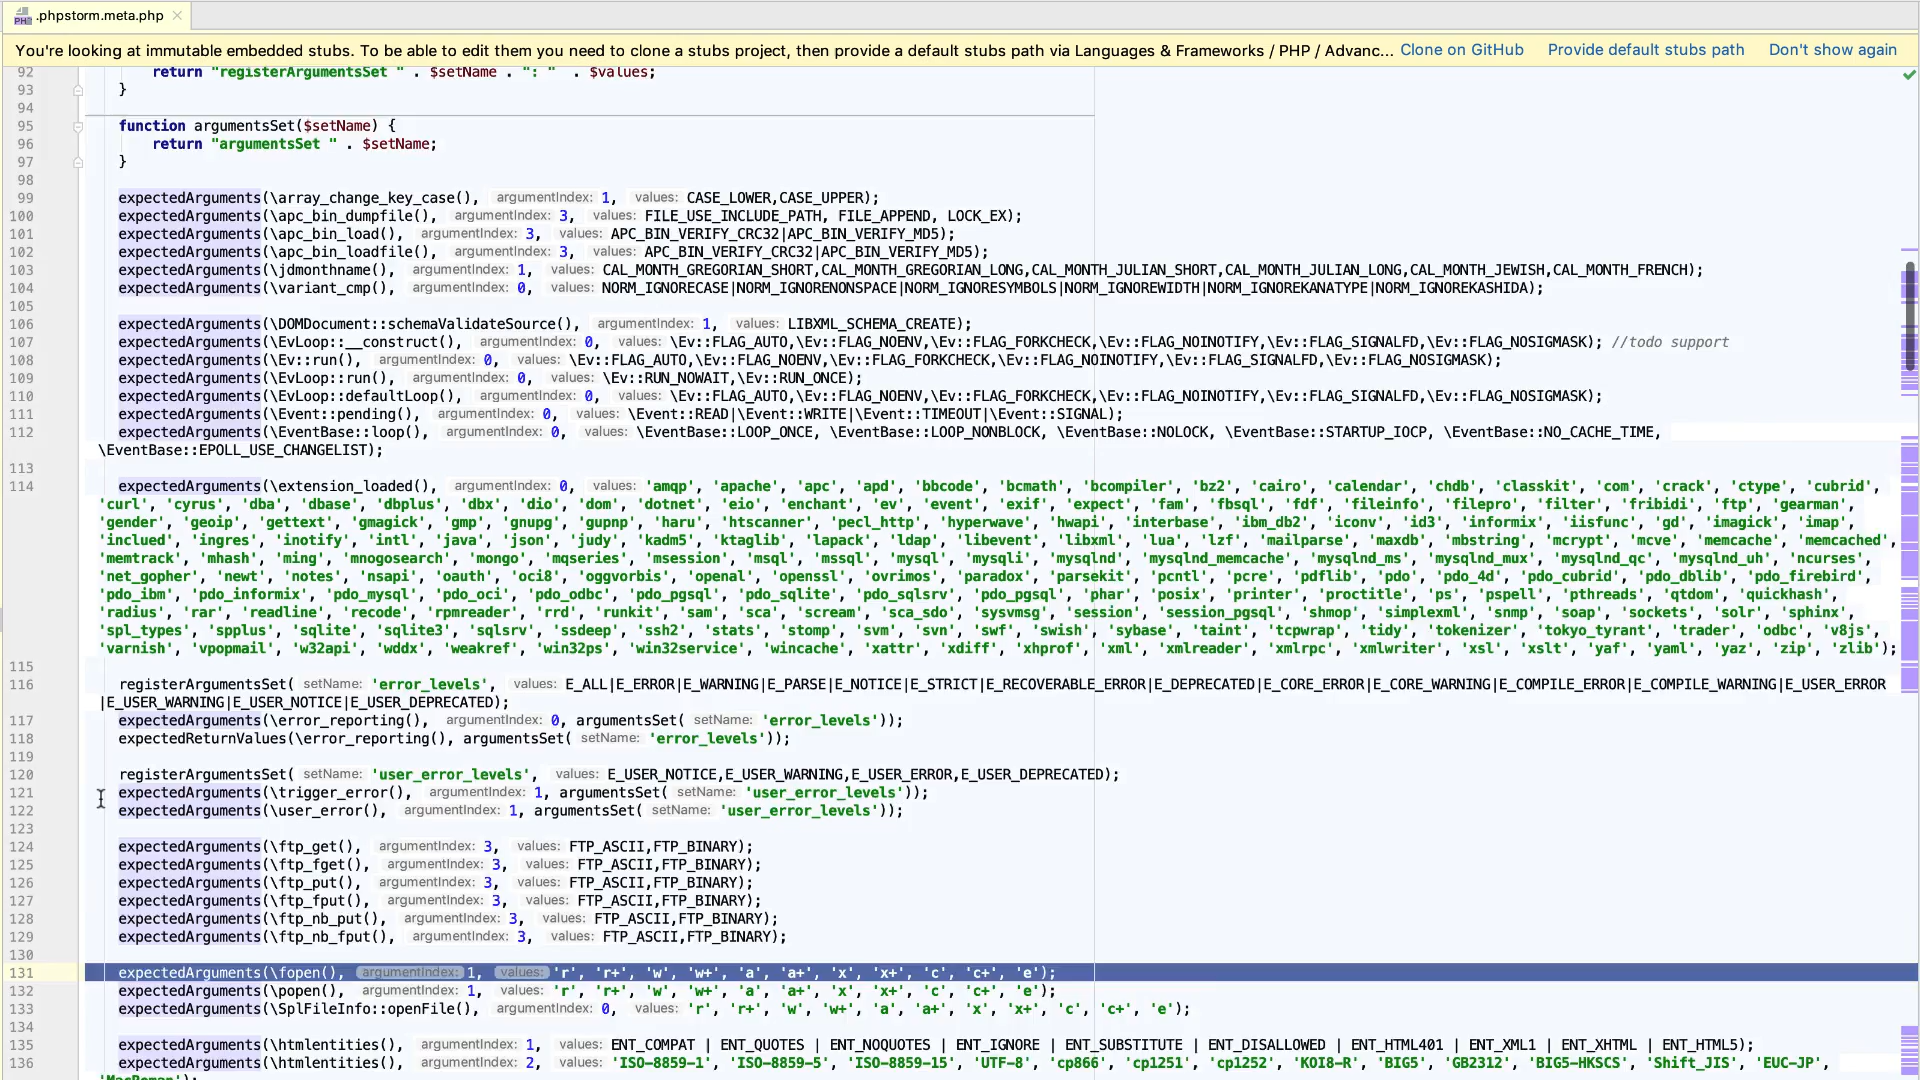 .phpstorm.meta.php
You're looking at immutable embedded stubs. To be able to edit them you need to clone a stubs project, then provide a default stubs path via Languages & Frameworks / PHP / Advanc... Clone on GitHub Provide default stubs path Don't show again
92 return "registerArgumentsSet " . $setName . ": " . $values;
93 }
94
95 function argumentsSet($setName) {
96 return "argumentsSet " . $setName;
97 }
98
99 expectedArguments(\array_change_key_case(), argumentIndex: 1, values: CASE_LOWER,CASE_UPPER);
100 expectedArguments(\apc_bin_dumpfile(), argumentIndex: 3, values: FILE_USE_INCLUDE_PATH, FILE_APPEND, LOCK_EX);
101 expectedArguments(\apc_bin_load(), argumentIndex: 3, values: APC_BIN_VERIFY_CRC32|APC_BIN_VERIFY_MD5);
102 expectedArguments(\apc_bin_loadfile(), argumentIndex: 3, values: APC_BIN_VERIFY_CRC32|APC_BIN_VERIFY_MD5);
103 expectedArguments(\jdmonthname(), argumentIndex: 1, values: CAL_MONTH_GREGORIAN_SHORT,CAL_MONTH_GREGORIAN_LONG,CAL_MONTH_JULIAN_SHORT,CAL_MONTH_JULIAN_LONG,CAL_MONTH_JEWISH,CAL_MONTH_FRENCH);
104 expectedArguments(\variant_cmp(), argumentIndex: 0, values: NORM_IGNORECASE|NORM_IGNORENONSPACE|NORM_IGNORESYMBOLS|NORM_IGNOREWIDTH|NORM_IGNOREKANATYPE|NORM_IGNOREKASHIDA);
105
106 expectedArguments(\DOMDocument::schemaValidateSource(), argumentIndex: 1, values: LIBXML_SCHEMA_CREATE);
107 expectedArguments(\EvLoop::__construct(), argumentIndex: 0, values: \Ev::FLAG_AUTO,\Ev::FLAG_NOENV,\Ev::FLAG_FORKCHECK,\Ev::FLAG_NOINOTIFY,\Ev::FLAG_SIGNALFD,\Ev::FLAG_NOSIGMASK); //todo support
108 expectedArguments(\Ev::run(), argumentIndex: 0, values: \Ev::FLAG_AUTO,\Ev::FLAG_NOENV,\Ev::FLAG_FORKCHECK,\Ev::FLAG_NOINOTIFY,\Ev::FLAG_SIGNALFD,\Ev::FLAG_NOSIGMASK);
109 expectedArguments(\EvLoop::run(), argumentIndex: 0, values: \Ev::RUN_NOWAIT,\Ev::RUN_ONCE);
110 expectedArguments(\EvLoop::defaultLoop(), argumentIndex: 0, values: \Ev::FLAG_AUTO,\Ev::FLAG_NOENV,\Ev::FLAG_FORKCHECK,\Ev::FLAG_NOINOTIFY,\Ev::FLAG_SIGNALFD,\Ev::FLAG_NOSIGMASK);
111 expectedArguments(\Event::pending(), argumentIndex: 0, values: \Event::READ|\Event::WRITE|\Event::TIMEOUT|\Event::SIGNAL);
112 expectedArguments(\EventBase::loop(), argumentIndex: 0, values: \EventBase::LOOP_ONCE, \EventBase::LOOP_NONBLOCK, \EventBase::NOLOCK, \EventBase::STARTUP_IOCP, \EventBase::NO_CACHE_TIME,
\EventBase::EPOLL_USE_CHANGELIST);
113
114 expectedArguments(\extension_loaded(), argumentIndex: 0, values: 'amqp', 'apache', 'apc', 'apd', 'bbcode', 'bcmath', 'bcompiler', 'bz2', 'cairo', 'calendar', 'chdb', 'classkit', 'com', 'crack', 'ctype', 'cubrid',
'curl', 'cyrus', 'dba', 'dbase', 'dbplus', 'dbx', 'dio', 'dom', 'dotnet', 'eio', 'enchant', 'ev', 'event', 'exif', 'expect', 'fam', 'fbsql', 'fdf', 'fileinfo', 'filepro', 'filter', 'fribidi', 'ftp', 'gearman',
'gender', 'geoip', 'gettext', 'gmagick', 'gmp', 'gnupg', 'gupnp', 'haru', 'htscanner', 'pecl_http', 'hyperwave', 'hwapi', 'interbase', 'ibm_db2', 'iconv', 'id3', 'informix', 'iisfunc', 'gd', 'imagick', 'imap',
'inclued', 'ingres', 'inotify', 'intl', 'java', 'json', 'judy', 'kadm5', 'ktaglib', 'lapack', 'ldap', 'libevent', 'libxml', 'lua', 'lzf', 'mailparse', 'maxdb', 'mbstring', 'mcrypt', 'mcve', 'memcache', 'memcached',
'memtrack', 'mhash', 'ming', 'mnogosearch', 'mongo', 'mqseries', 'msession', 'msql', 'mssql', 'mysql', 'mysqli', 'mysqlnd', 'mysqlnd_memcache', 'mysqlnd_ms', 'mysqlnd_mux', 'mysqlnd_qc', 'mysqlnd_uh', 'ncurses',
'net_gopher', 'newt', 'notes', 'nsapi', 'oauth', 'oci8', 'oggvorbis', 'openal', 'openssl', 'ovrimos', 'paradox', 'parsekit', 'pcntl', 'pcre', 'pdflib', 'pdo', 'pdo_4d', 'pdo_cubrid', 'pdo_dblib', 'pdo_firebird',
'pdo_ibm', 'pdo_informix', 'pdo_mysql', 'pdo_oci', 'pdo_odbc', 'pdo_pgsql', 'pdo_sqlite', 'pdo_sqlsrv', 'pdo_pgsql', 'phar', 'posix', 'printer', 'proctitle', 'ps', 'pspell', 'pthreads', 'qtdom', 'quickhash',
'radius', 'rar', 'readline', 'recode', 'rpmreader', 'rrd', 'runkit', 'sam', 'sca', 'scream', 'sca_sdo', 'sysvmsg', 'session', 'session_pgsql', 'shmop', 'simplexml', 'snmp', 'soap', 'sockets', 'solr', 'sphinx',
'spl_types', 'spplus', 'sqlite', 'sqlite3', 'sqlsrv', 'ssdeep', 'ssh2', 'stats', 'stomp', 'svm', 'svn', 'swf', 'swish', 'sybase', 'taint', 'tcpwrap', 'tidy', 'tokenizer', 'tokyo_tyrant', 'trader', 'odbc', 'v8js',
'varnish', 'vpopmail', 'w32api', 'wddx', 'weakref', 'win32ps', 'win32service', 'wincache', 'xattr', 'xdiff', 'xhprof', 'xml', 'xmlreader', 'xmlrpc', 'xmlwriter', 'xsl', 'xslt', 'yaf', 'yaml', 'yaz', 'zip', 'zlib');
115
116 registerArgumentsSet( setName: 'error_levels', values: E_ALL|E_ERROR|E_WARNING|E_PARSE|E_NOTICE|E_STRICT|E_RECOVERABLE_ERROR|E_DEPRECATED|E_CORE_ERROR|E_CORE_WARNING|E_COMPILE_ERROR|E_COMPILE_WARNING|E_USER_ERROR
|E_USER_WARNING|E_USER_NOTICE|E_USER_DEPRECATED);
117 expectedArguments(\error_reporting(), argumentIndex: 0, argumentsSet( setName: 'error_levels'));
118 expectedReturnValues(\error_reporting(), argumentsSet( setName: 'error_levels'));
119
120 registerArgumentsSet( setName: 'user_error_levels', values: E_USER_NOTICE,E_USER_WARNING,E_USER_ERROR,E_USER_DEPRECATED);
121 expectedArguments(\trigger_error(), argumentIndex: 1, argumentsSet( setName: 'user_error_levels'));
122 expectedArguments(\user_error(), argumentIndex: 1, argumentsSet( setName: 'user_error_levels'));
123
124 expectedArguments(\ftp_get(), argumentIndex: 3, values: FTP_ASCII,FTP_BINARY);
125 expectedArguments(\ftp_fget(), argumentIndex: 3, values: FTP_ASCII,FTP_BINARY);
126 expectedArguments(\ftp_put(), argumentIndex: 3, values: FTP_ASCII,FTP_BINARY);
127 expectedArguments(\ftp_fput(), argumentIndex: 3, values: FTP_ASCII,FTP_BINARY);
128 expectedArguments(\ftp_nb_put(), argumentIndex: 3, values: FTP_ASCII,FTP_BINARY);
129 expectedArguments(\ftp_nb_fput(), argumentIndex: 3, values: FTP_ASCII,FTP_BINARY);
130
131 expectedArguments(\fopen(), argumentIndex: 1, values: 'r', 'r+', 'w', 'w+', 'a', 'a+', 'x', 'x+', 'c', 'c+', 'e');
132 expectedArguments(\popen(), argumentIndex: 1, values: 'r', 'r+', 'w', 'w+', 'a', 'a+', 'x', 'x+', 'c', 'c+', 'e');
133 expectedArguments(\SplFileInfo::openFile(), argumentIndex: 0, values: 'r', 'r+', 'w', 'w+', 'a', 'a+', 'x', 'x+', 'c', 'c+', 'e');
134
135 expectedArguments(\htmlentities(), argumentIndex: 1, values: ENT_COMPAT | ENT_QUOTES | ENT_NOQUOTES | ENT_IGNORE | ENT_SUBSTITUTE | ENT_DISALLOWED | ENT_HTML401 | ENT_XML1 | ENT_XHTML | ENT_HTML5);
136 expectedArguments(\htmlentities(), argumentIndex: 2, values: 'ISO-8859-1', 'ISO-8859-5', 'ISO-8859-15', 'UTF-8', 'cp866', 'cp1251', 'cp1252', 'KOI8-R', 'BIG5', 'GB2312', 'BIG5-HKSCS', 'Shift_JIS', 'EUC-JP',
'MacRoman');